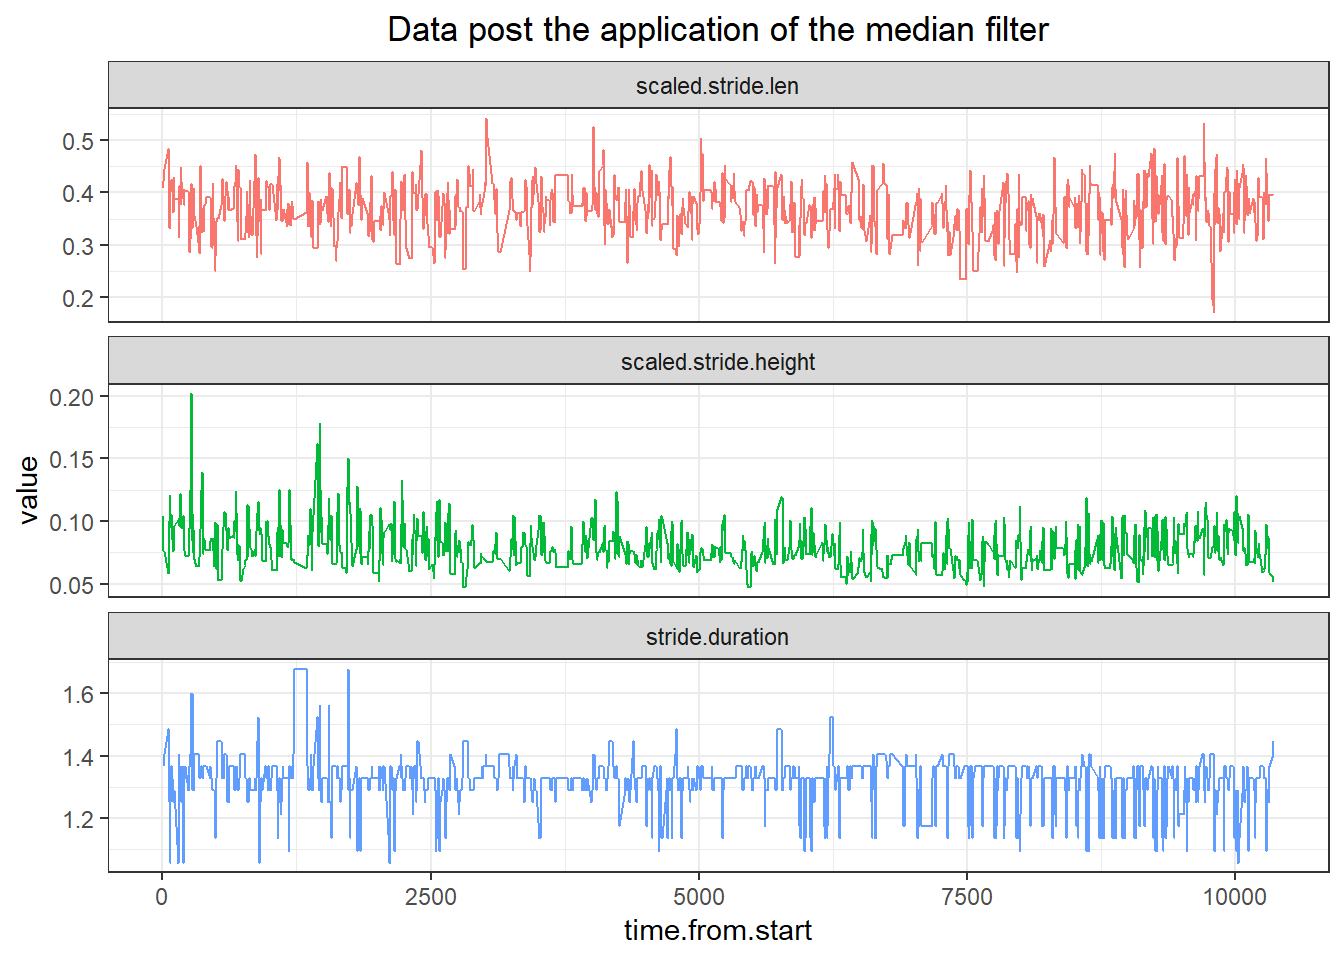 Data post the application of the median filter
scaled.stride.len
0.5
0.4
0.3
0.2
scaled.stride.height
0.20
0.15
0.10
0.05
value
stride.duration
1.6
1.4
1.2
0 2500 5000 7500 10000
time.from.start